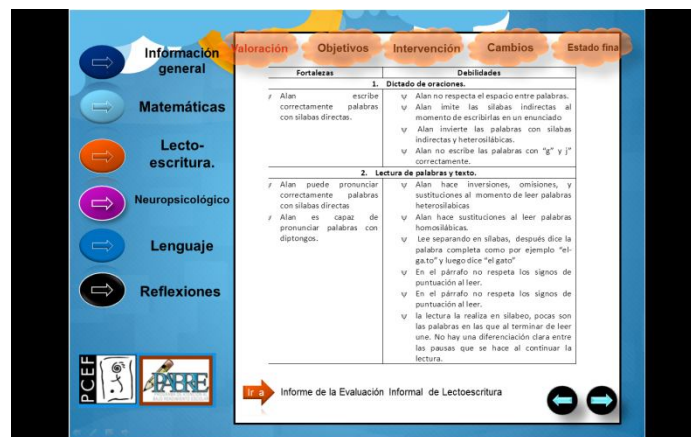 Información
general
Matemáticas
Lecto-
escritura.
Neuropsicológico
Lenguaje
Reflexiones
Valoración
Objetivos
Intervención
Cambios
Estado final
Fortalezas
Debilidades
1. Dictado de oraciones.
Alan escribe
correctamente palabras
con silabas directas.
Alan no respeta el espacio entre palabras.
Alan imite las silabas indirectas al
momento de escribirlas en un enunciado
Alan invierte las palabras con silabas
indirectas y heterosilábicas.
Alan no escribe las palabras con "g" y j"
correctamente.
2. Lectura de palabras y texto.
Alan puede pronunciar
correctamente palabras
con silabas directas
Alan es capaz de
pronunciar palabras con
diptongos.
Alan hace inversiones, omisiones, y
sustituciones al momento de leer palabras
heterosilabicas
Alan hace sustituciones al leer palabras
homosilábicas.
Lee separando en silabas, después dice la
palabra completa como por ejemplo "el-
ga.to" y luego dice "el gato"
En el párrafo no respeta los signos de
puntuación al leer.
En el párrafo no respeta los signos de
puntuación al leer.
la lectura la realiza en silabeo, pocas son
las palabras en las que al terminar de leer
une. No hay una diferenciación clara entre
las pausas que se hace al continuar la
lectura.
PCEF
PABRE
Ir a
Informe de la Evaluación Informal de Lectoescritura